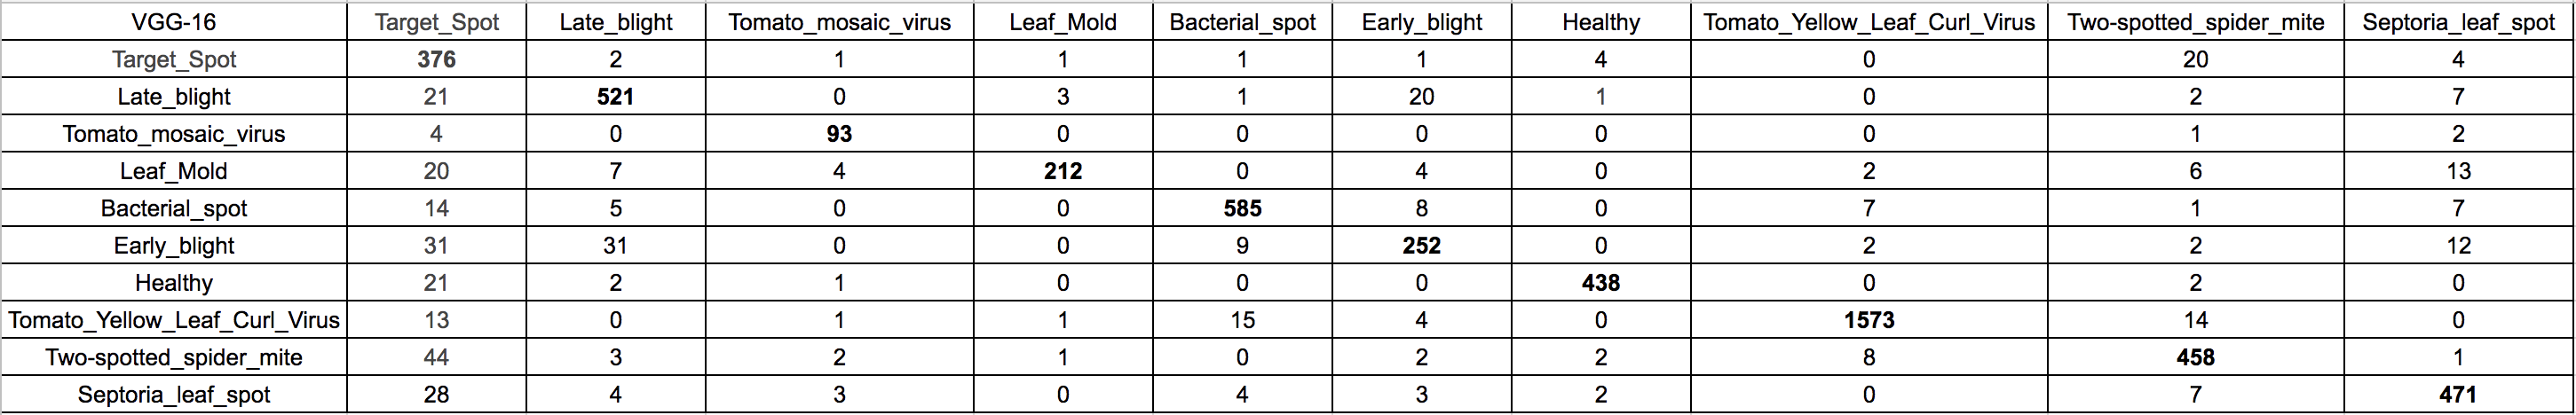 VGG-16 Target_Spot Late_blight Tomato_mosaic_virus Leaf_Mold Bacterial_spot Early_blight Healthy Tomato_Yellow_Leaf_Curl_Virus Two-spotted_spider_mite Septoria_leaf_spot
Target_Spot 376 2 1 1 1 1 4 0 20 4
Late_blight 21 521 0 3 1 20 1 0 2 7
Tomato_mosaic_virus 4 0 93 0 0 0 0 0 1 2
Leaf_Mold 20 7 4 212 0 4 0 2 6 13
Bacterial_spot 14 5 0 0 585 8 0 7 1 7
Early_blight 31 31 0 0 9 252 0 2 2 12
Healthy 21 2 1 0 0 0 438 0 2 0
Tomato_Yellow_Leaf_Curl_Virus 13 0 1 1 15 4 0 1573 14 0
Two-spotted_spider_mite 44 3 2 1 0 2 2 8 458 1
Septoria_leaf_spot 28 4 3 0 4 3 2 0 7 471